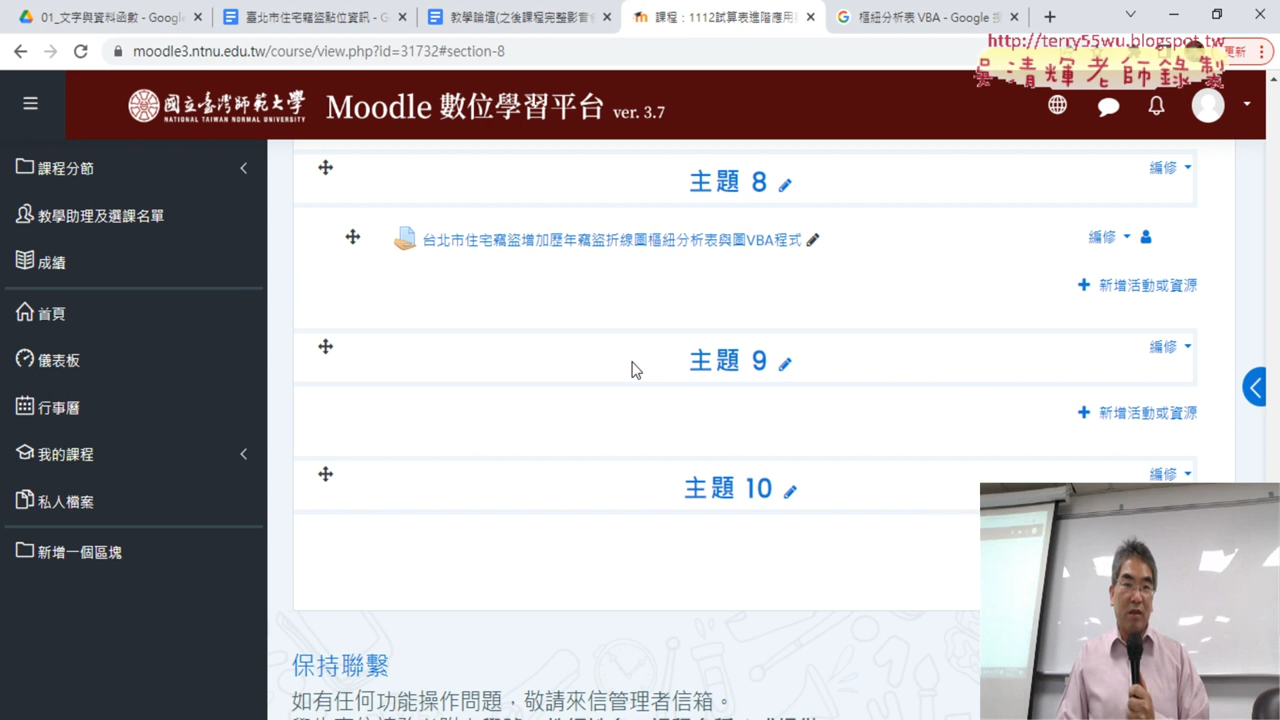 01_文字與資料函數 - Google
臺北市住宅竊盜點位資訊 - G
教學論壇(之後課程完整影音
課程：1112試算表進階應用
樞紐分析表 VBA - Google 搜
moodle3.ntnu.edu.tw/course/view.php?id=31732#section-8
更新
http://terry55wu.blogspot.tw
吳清輝老師錄製
國立臺灣師範大學
NATIONAL TAIWAN NORMAL UNIVERSITY
Moodle 數位學習平台 ver. 3.7
課程分節
教學助理及選課名單
成績
首頁
儀表板
行事曆
我的課程
私人檔案
新增一個區塊
主題 8
編修
台北市住宅竊盜增加歷年竊盜折線圖樞紐分析表與圖VBA程式
編修
新增活動或資源
主題 9
編修
新增活動或資源
主題 10
編修
保持聯繫
如有任何功能操作問題，敬請來信管理者信箱。